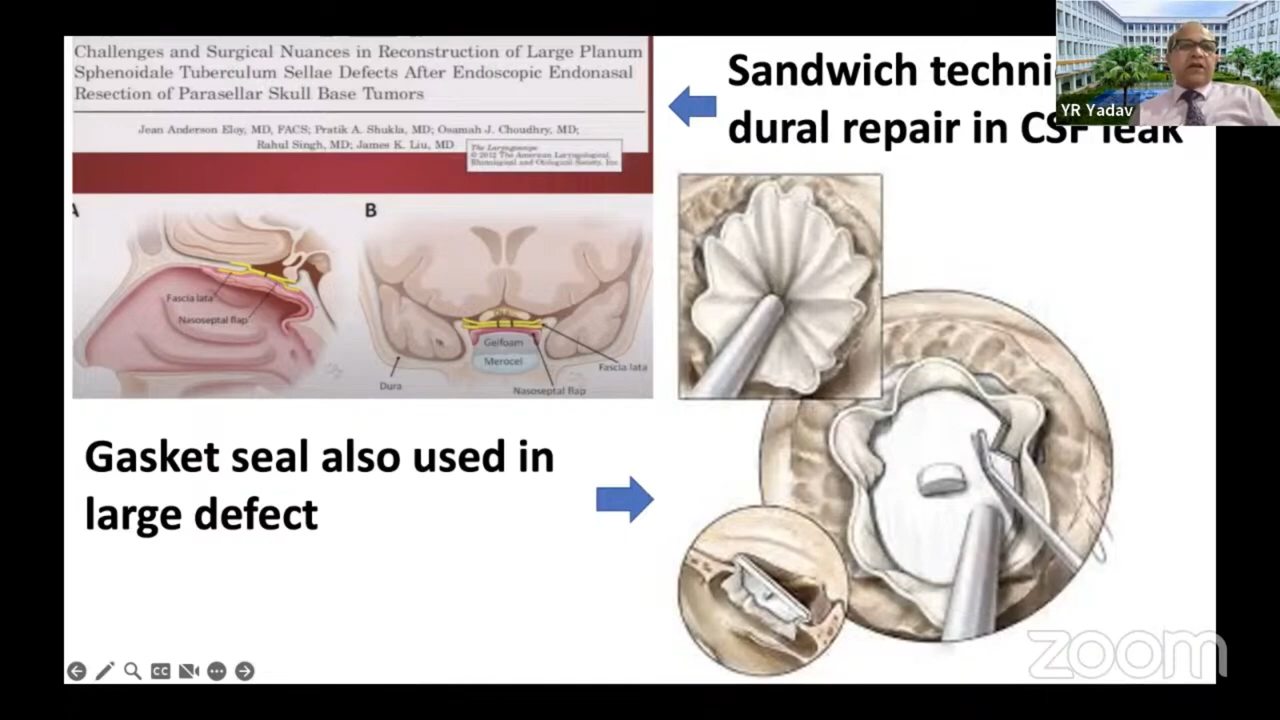 Challenges and Surgical Nuances in Reconstruction of Large Planum
Sphenoidale Tuberculum Sellae Defects After Endoscopic Endonasal
Resection of Parasellar Skull Base Tumors
Jean Anderson Eloy, MD, FACS; Pratik A. Shukla, MD; Osamah J. Choudhry, MD;
Rahul Singh, MD; James K. Liu, MD
The Laryngoscope
© 2012 The American Laryngological,
Rhinological and Otological Society, Inc.
Sandwich techni
dural repair in CSF leak
YR Yadav
A
B
Fascia lata
Nasoseptal flap
Gelfoam
Merocel
Fascia lata
Dura
Nasoseptal flap
Gasket seal also used in
large defect
CC
zoom